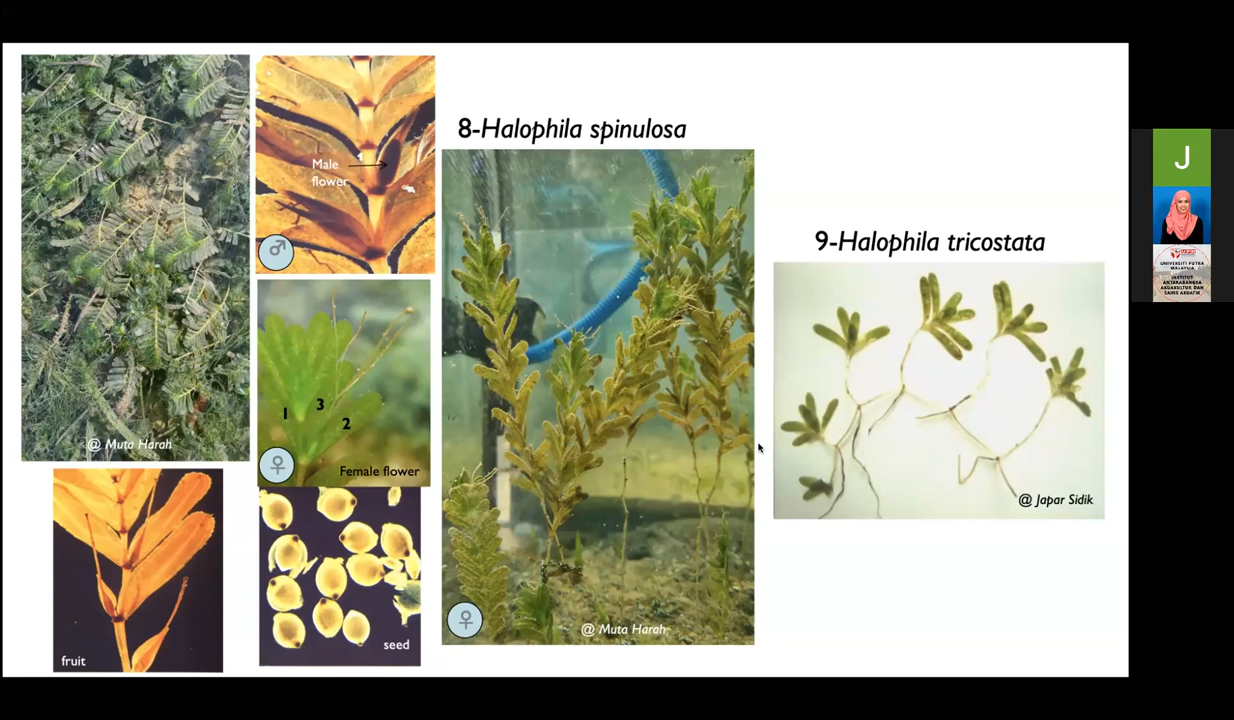 8-Halophila spinulosa
Male
flower
♂
1
3
2
♀
Female flower
@ Muta Harah
fruit
seed
♀
@ Muta Harah
9-Halophila tricostata
@ Japar Sidik
J
UNIVERSITI PUTRA
MALAYSIA
INSTITUT
ANTARABANGSA
AKUAKULTUR DAN
SAINS AKUATIK